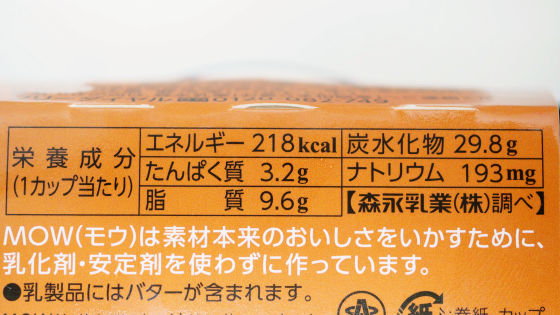 栄養成分 エネルギー 218kcal 炭水化物 29.8g
(1カップ当たり) たんぱく質 3.2g ナトリウム 193mg
脂質 9.6g 【森永乳業(株)調べ】
MOW(モウ)は素材本来のおいしさをいかすために、
乳化剤・安定剤を使わずに作っています。
●乳製品にはバターが含まれます。
紙